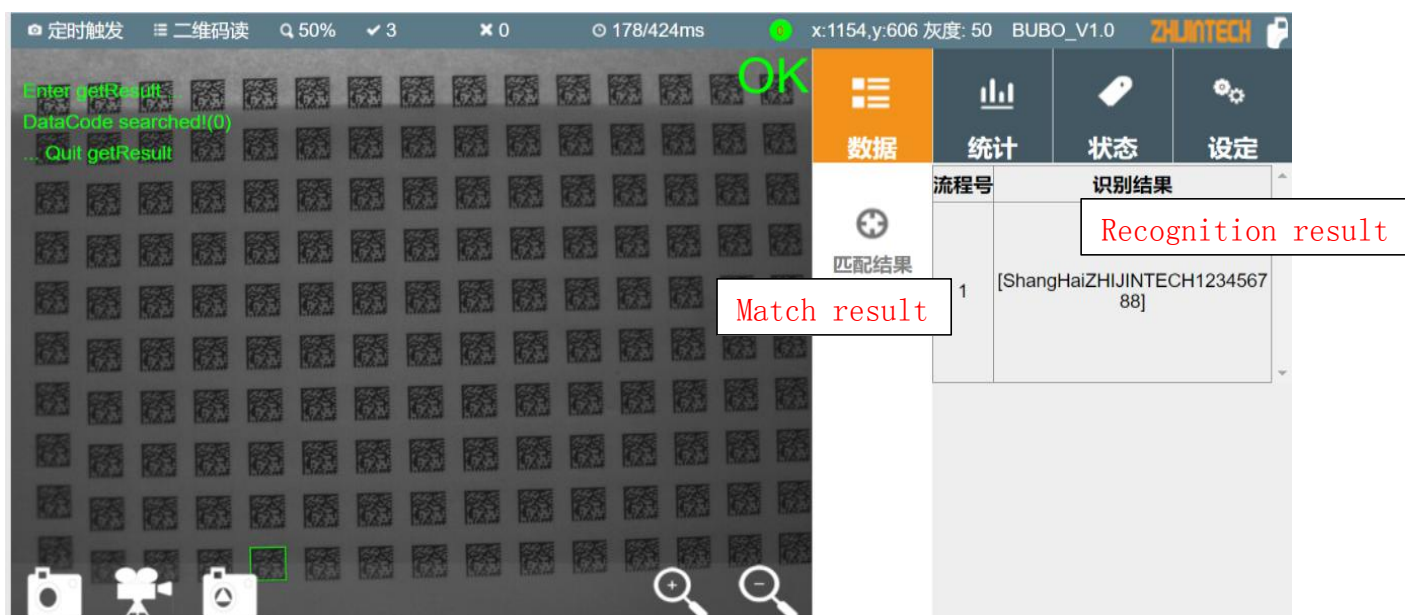 定时触发 二维码读 50% 3 0 178/424ms 0 x:1154,y:606 灰度: 50 BUBO_V1.0 ZHIJINTECH
OK
Enter getResult ...
DataCode searched!(0)
... Quit getResult
数据 统计 状态 设定
流程号 识别结果
Recognition result
匹配结果
Match result
1 [ShangHaiZHIJINTECH1234567
88]